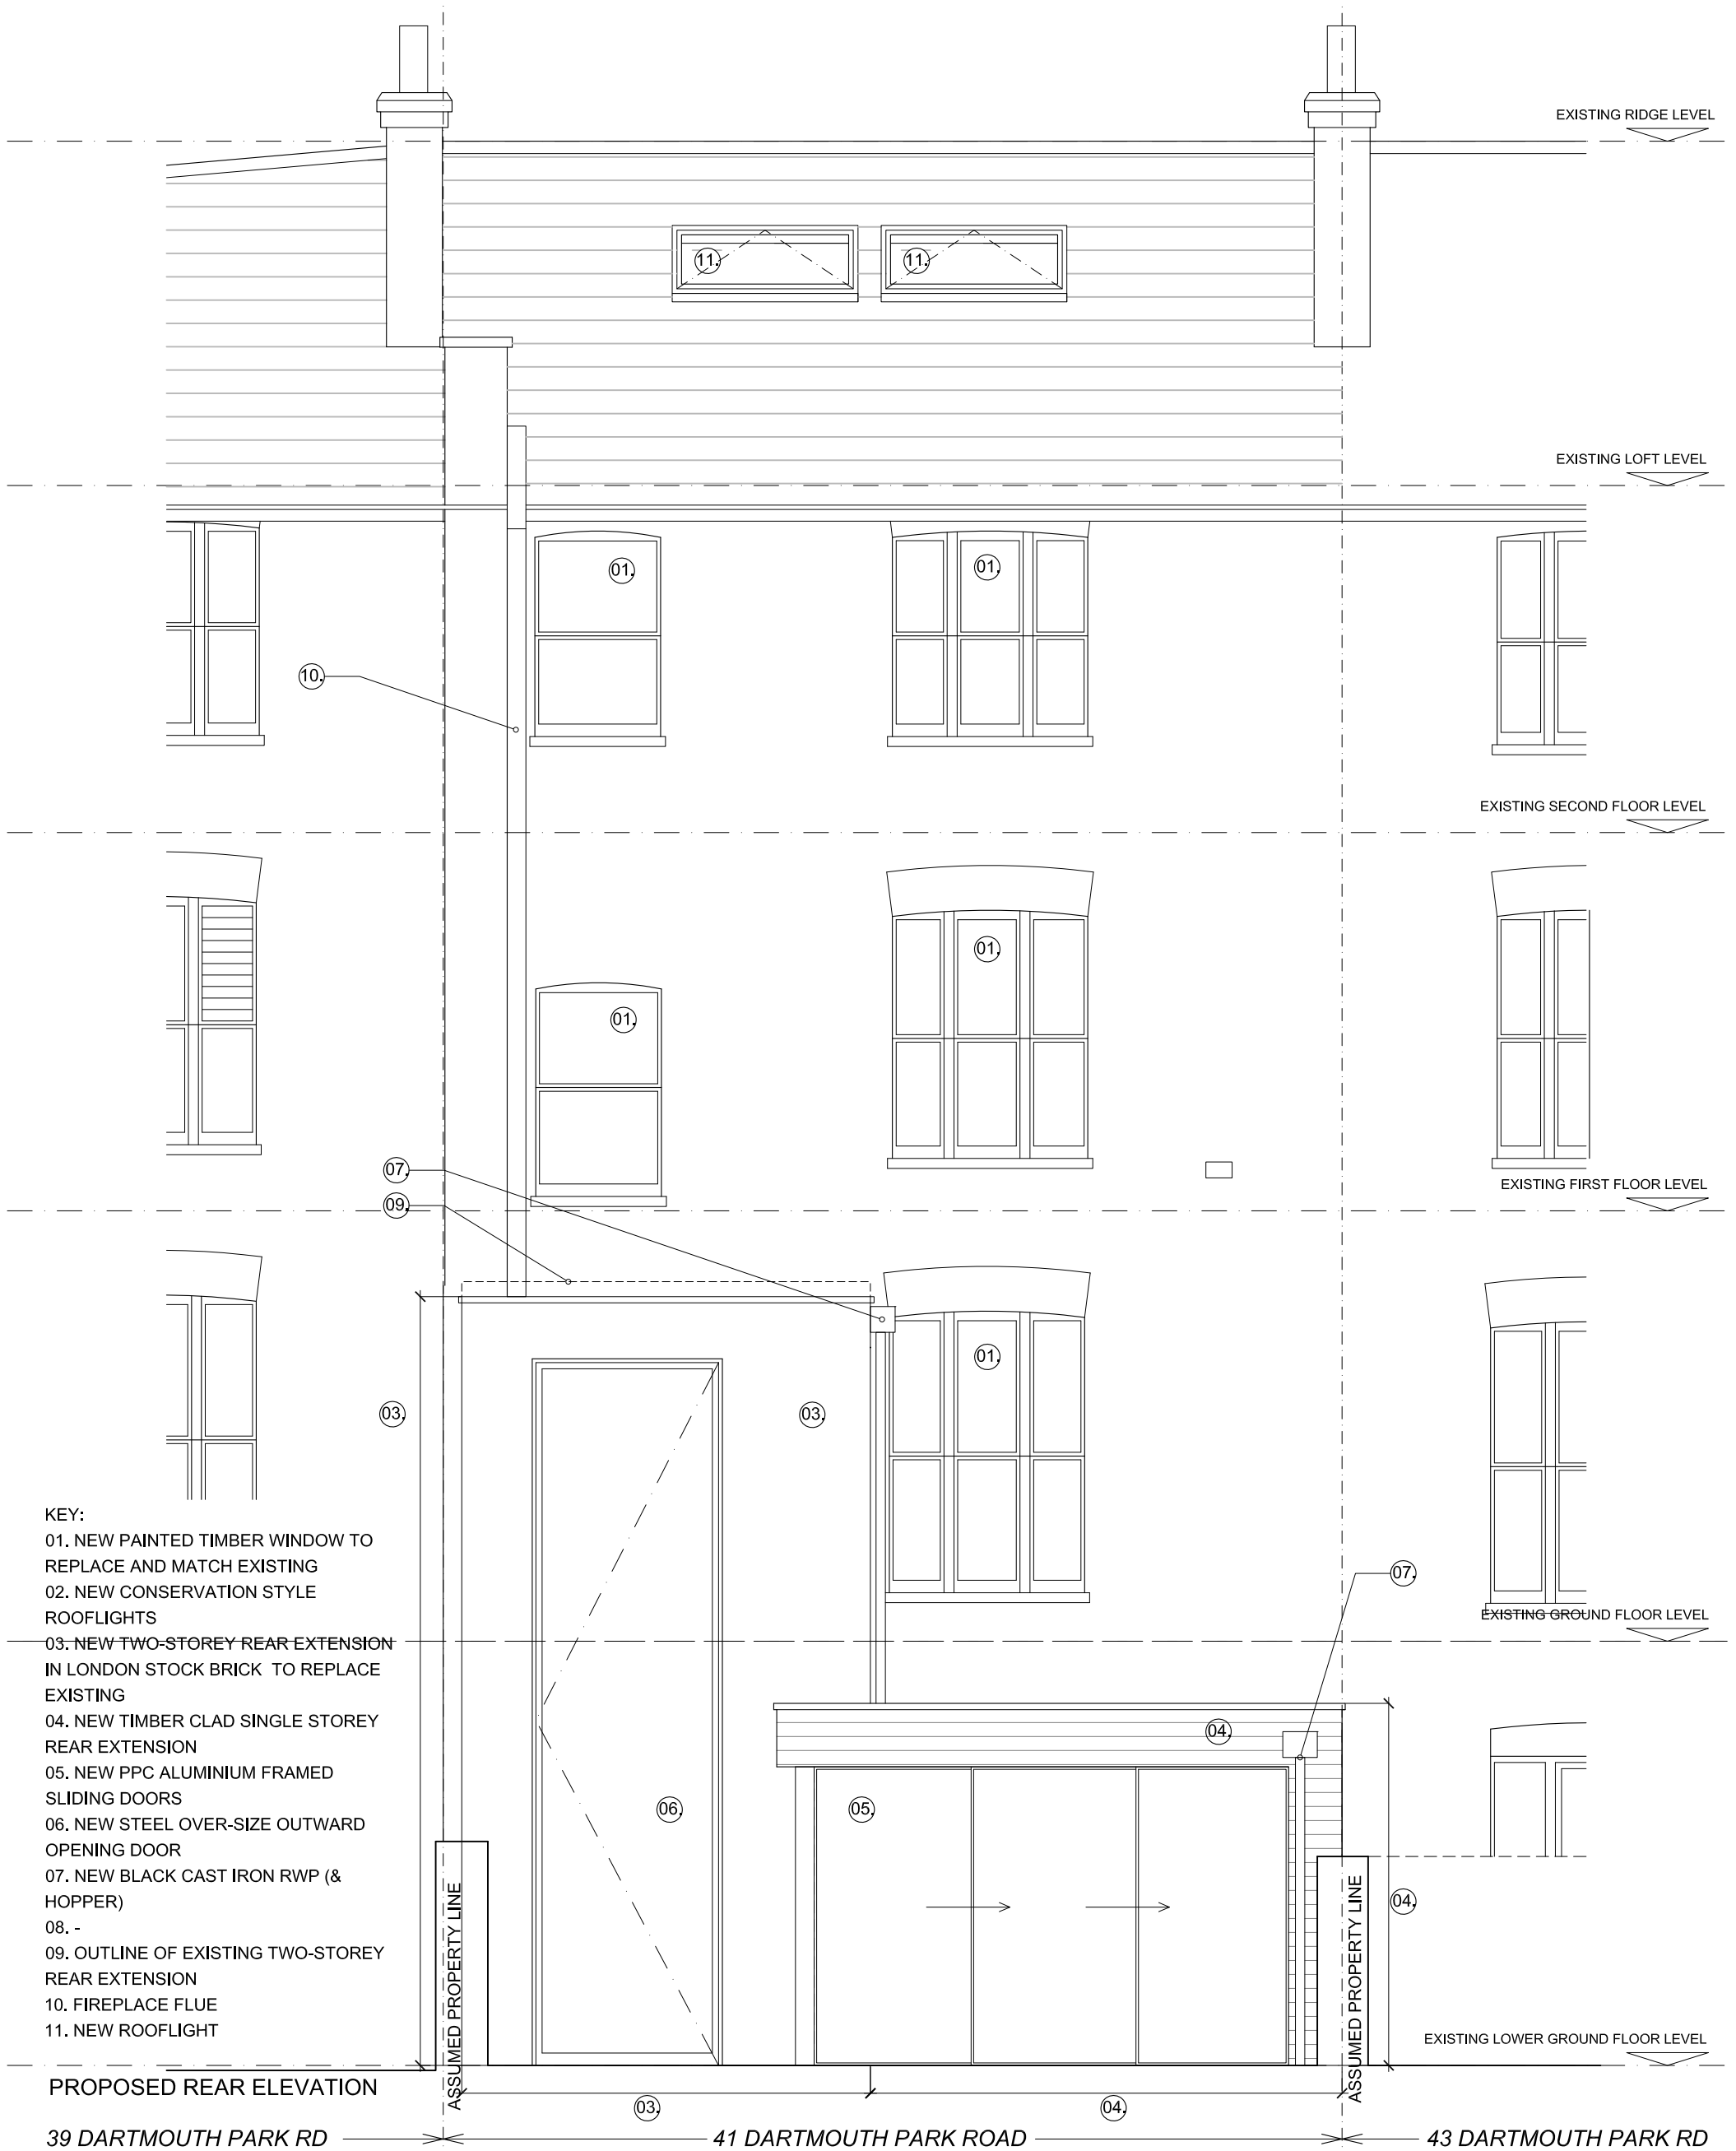 EXISTING RIDGE LEVEL
11.
11.
EXISTING LOFT LEVEL
01.
01.
10.
EXISTING SECOND FLOOR LEVEL
01.
01.
07.
EXISTING FIRST FLOOR LEVEL
09.
01.
03.
03.
KEY:
01. NEW PAINTED TIMBER WINDOW TO
REPLACE AND MATCH EXISTING
02. NEW CONSERVATION STYLE
ROOFLIGHTS
03. NEW TWO-STOREY REAR EXTENSION
IN LONDON STOCK BRICK TO REPLACE
EXISTING
04. NEW TIMBER CLAD SINGLE STOREY
REAR EXTENSION
05. NEW PPC ALUMINIUM FRAMED
SLIDING DOORS
06. NEW STEEL OVER-SIZE OUTWARD
OPENING DOOR
07. NEW BLACK CAST IRON RWP (&
HOPPER)
08. -
09. OUTLINE OF EXISTING TWO-STOREY
REAR EXTENSION
10. FIREPLACE FLUE
11. NEW ROOFLIGHT
07.
EXISTING GROUND FLOOR LEVEL
04.
06.
05.
04.
ASSUMED PROPERTY LINE
ASSUMED PROPERTY LINE
EXISTING LOWER GROUND FLOOR LEVEL
PROPOSED REAR ELEVATION
03.
04.
39 DARTMOUTH PARK RD
41 DARTMOUTH PARK ROAD
43 DARTMOUTH PARK RD